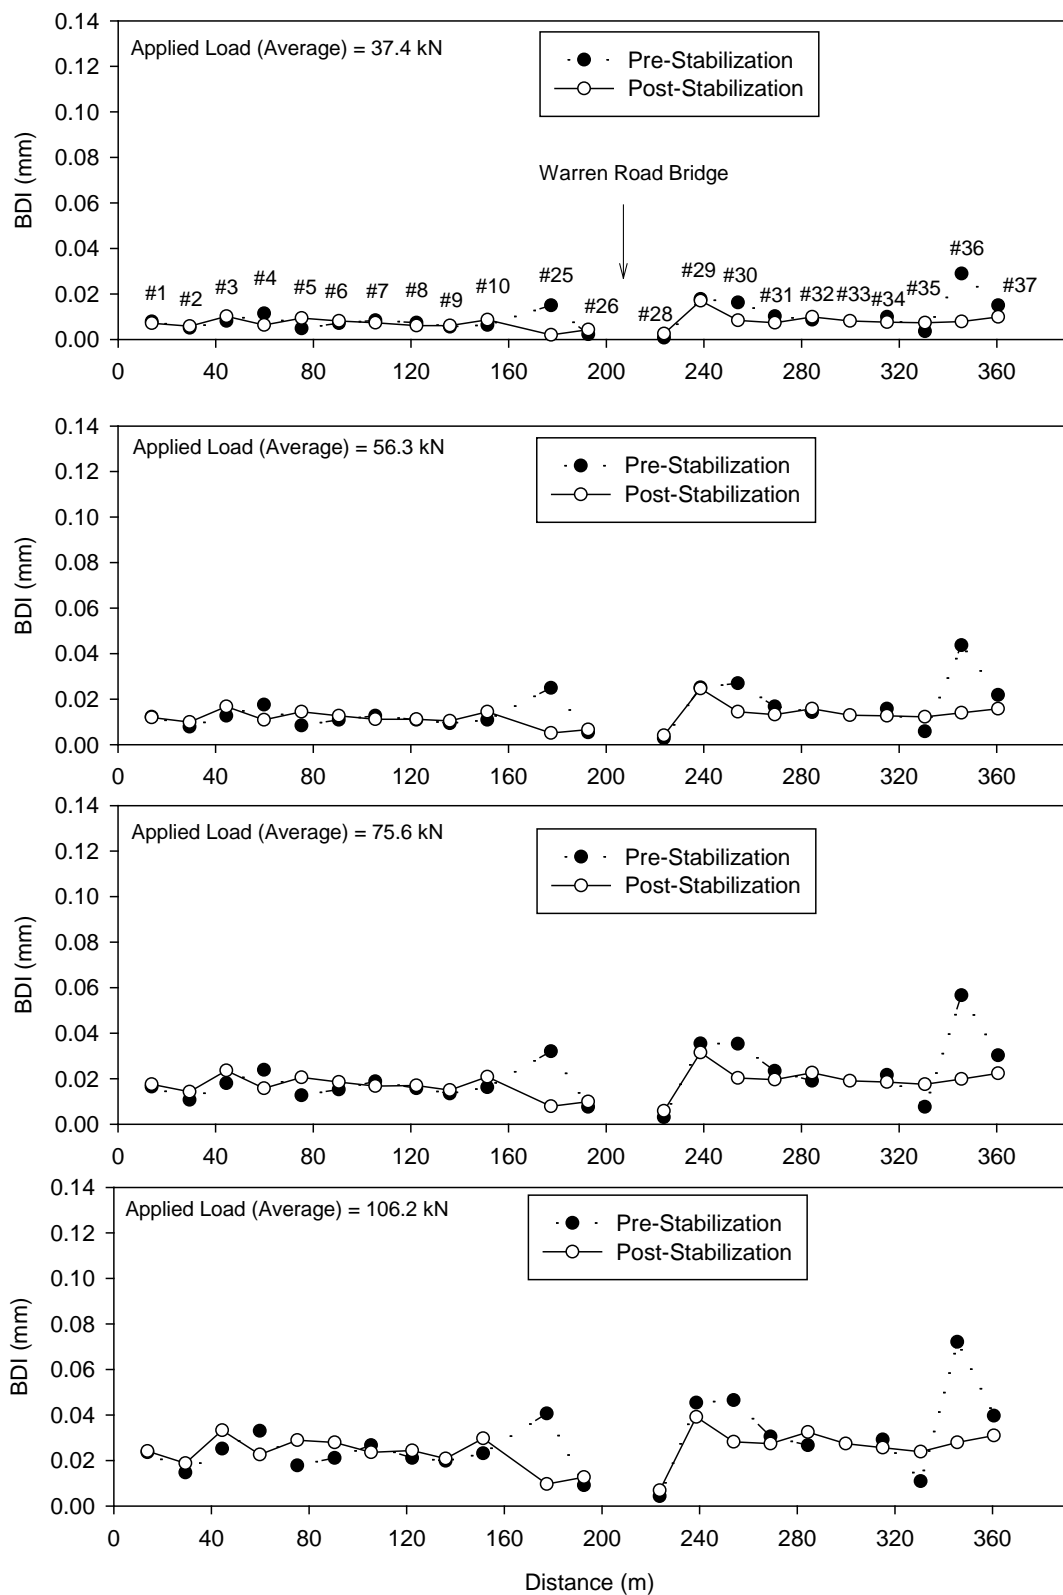 0.14
0.12
0.10
0.08
0.06
0.04
0.02
0.00
BDI (mm)
Applied Load (Average) = 37.4 kN
Pre-Stabilization
Post-Stabilization
Warren Road Bridge
#1
#2
#3
#4
#5
#6
#7
#8
#9
#10
#25
#26
#28
#29
#30
#31
#32
#33
#34
#35
#36
#37
0 40 80 120 160 200 240 280 320 360
0.14
0.12
0.10
0.08
0.06
0.04
0.02
0.00
BDI (mm)
Applied Load (Average) = 56.3 kN
Pre-Stabilization
Post-Stabilization
0 40 80 120 160 200 240 280 320 360
0.14
0.12
0.10
0.08
0.06
0.04
0.02
0.00
BDI (mm)
Applied Load (Average) = 75.6 kN
Pre-Stabilization
Post-Stabilization
0 40 80 120 160 200 240 280 320 360
0.14
0.12
0.10
0.08
0.06
0.04
0.02
0.00
BDI (mm)
Applied Load (Average) = 106.2 kN
Pre-Stabilization
Post-Stabilization
0 40 80 120 160 200 240 280 320 360
Distance (m)